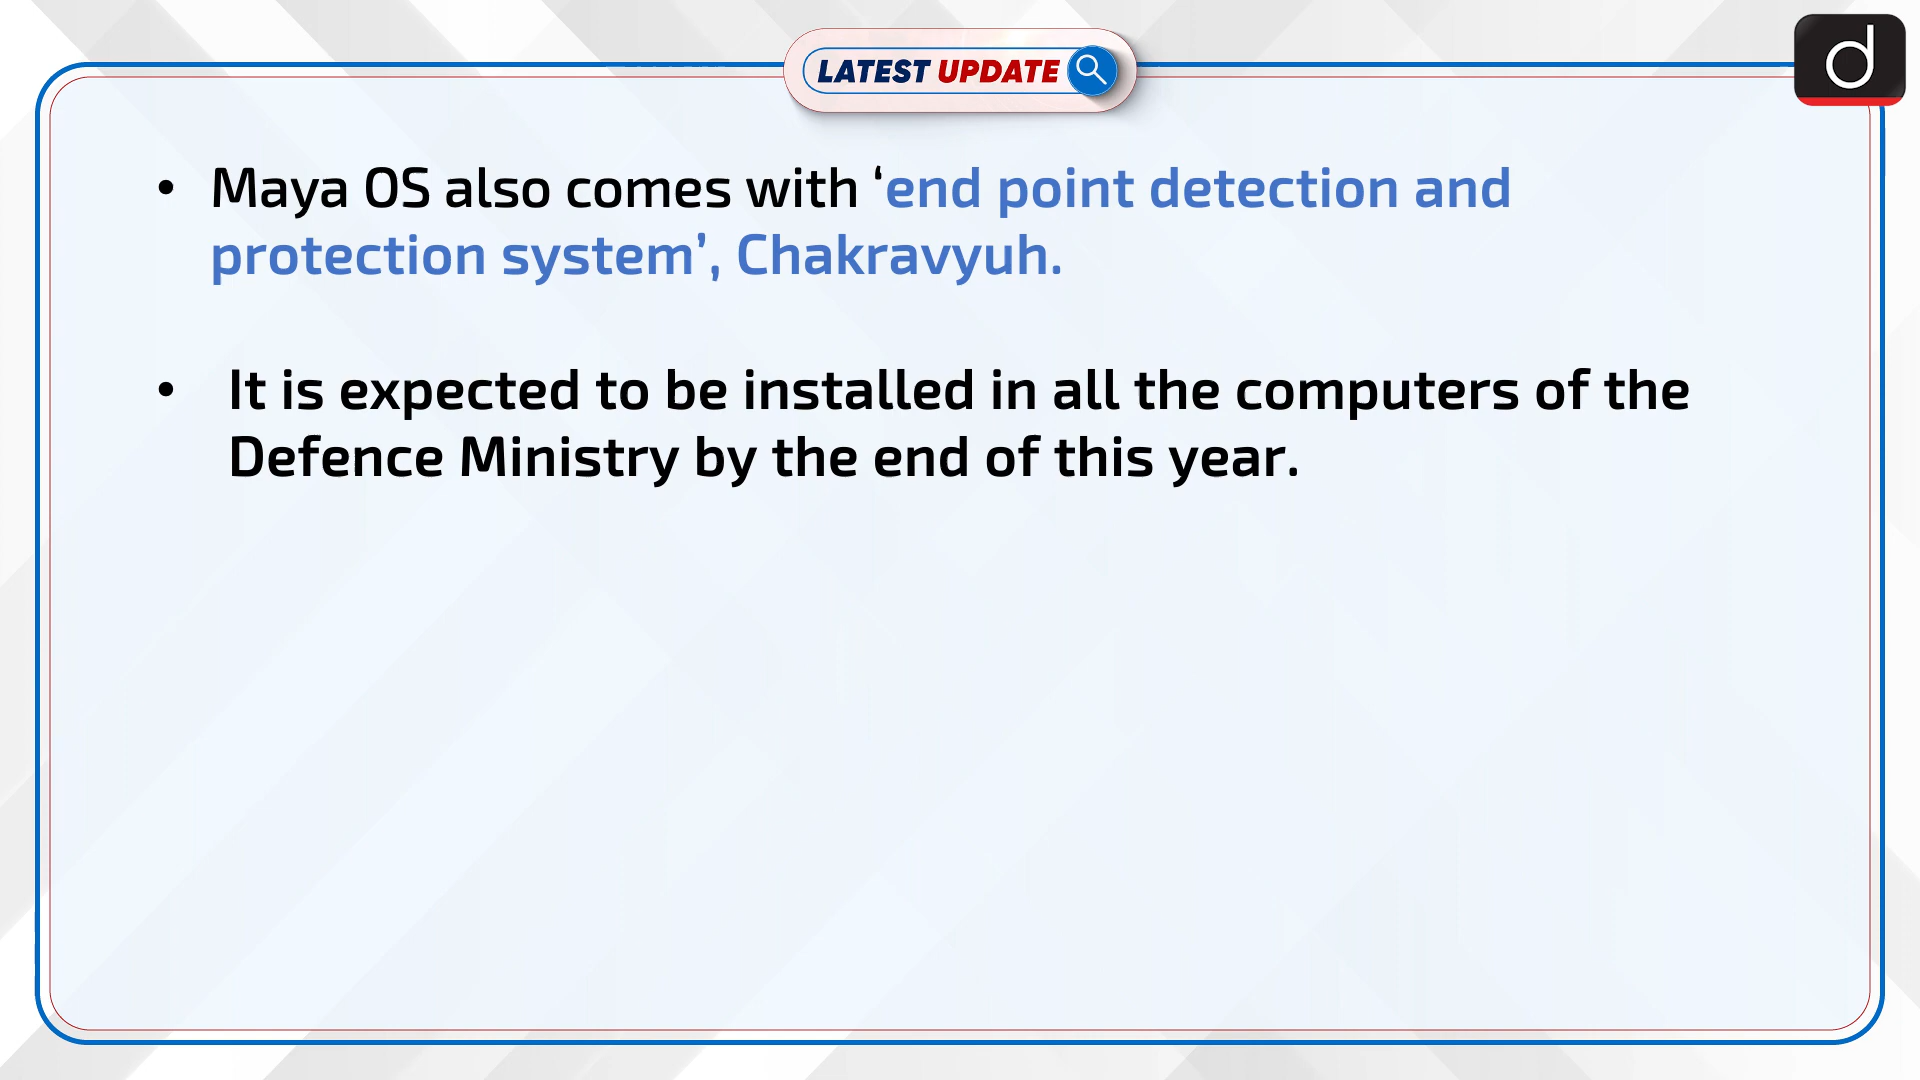 LATEST UPDATE
d
• Maya OS also comes with ‘end point detection and
protection system’, Chakravyuh.
• It is expected to be installed in all the computers of the
Defence Ministry by the end of this year.